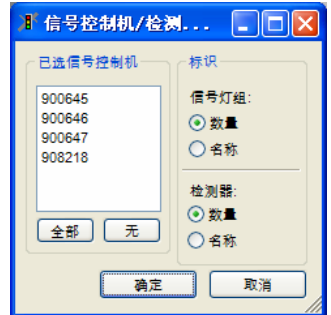 信号控制机/检测...
已选信号控制机
900645
900646
900647
908218
全部
无
标识
信号灯组:
数量
名称
检测器:
数量
名称
确定
取消